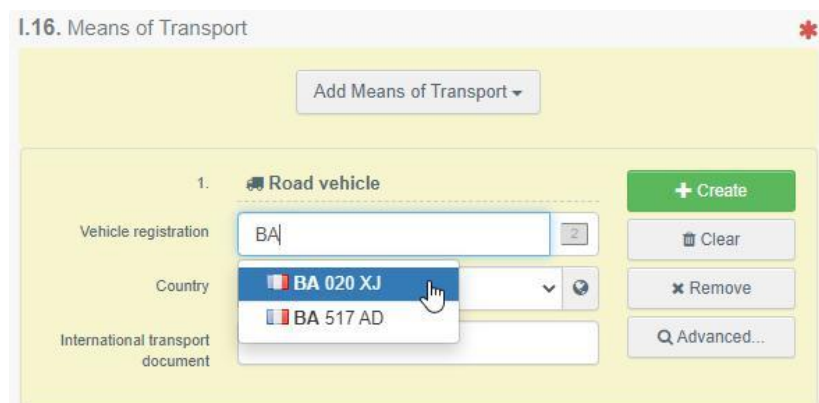 I.16. Means of Transport *
Add Means of Transport
1. Road vehicle
+ Create
Vehicle registration BA 2
Clear
Country BA 020 XJ
× Remove
BA 517 AD
International transport
document
Advanced...